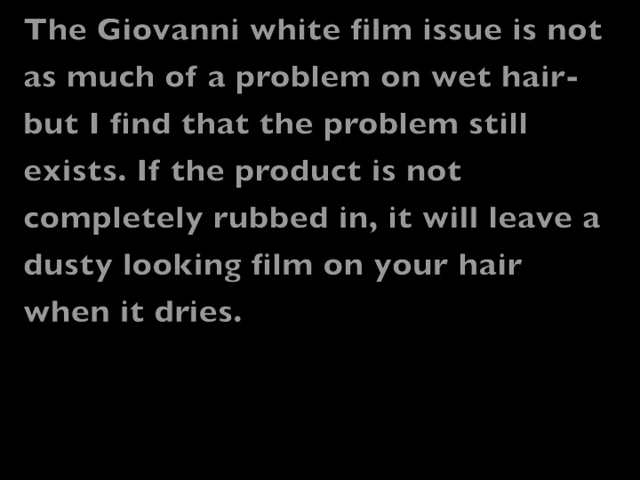 The Giovanni white film issue is not
as much of a problem on wet hair-
but I find that the problem still
exists. If the product is not
completely rubbed in, it will leave a
dusty looking film on your hair
when it dries.